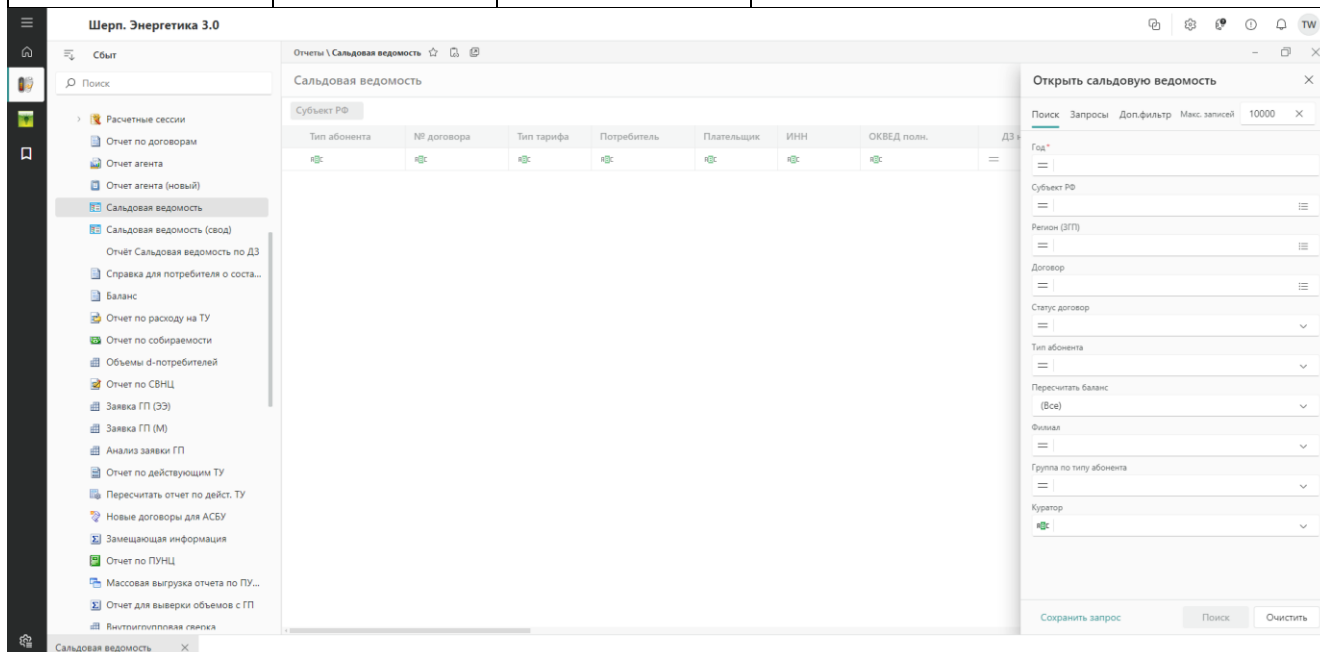 Шерп. Энергетика 3.0
TW
Сбыт
Поиск
Расчетные сессии
Отчет по договорам
Отчет агента
Отчет агента (новый)
Сальдовая ведомость
Сальдовая ведомость (свод)
Отчёт Сальдовая ведомость по ДЗ
Справка для потребителя о соста...
Баланс
Отчет по расходу на ТУ
Отчет по собираемости
Объемы d-потребителей
Отчет по СВНЦ
Заявка ГП (ЭЭ)
Заявка ГП (М)
Анализ заявки ГП
Отчет по действующим ТУ
Пересчитать отчет по дейст. ТУ
Новые договоры для АСБУ
Замещающая информация
Отчет по ПУНЦ
Массовая выгрузка отчета по ПУ...
Отчет для выверки объемов с ГП
Внутригрупповая сверка
Сальдовая ведомость
Отчеты \ Сальдовая ведомость
Сальдовая ведомость
Субъект РФ
Тип абонента № договора Тип тарифа Потребитель Плательщик ИНН ОКВЕД полн. ДЗ
Открыть сальдовую ведомость
Поиск Запросы Доп.фильтр Макс. записей 10000
Год*
Субъект РФ
Регион (ЗГП)
Договор
Статус договор
Тип абонента
Пересчитать баланс
(Все)
Филиал
Группа по типу абонента
Куратор
Сохранить запрос Поиск Очистить